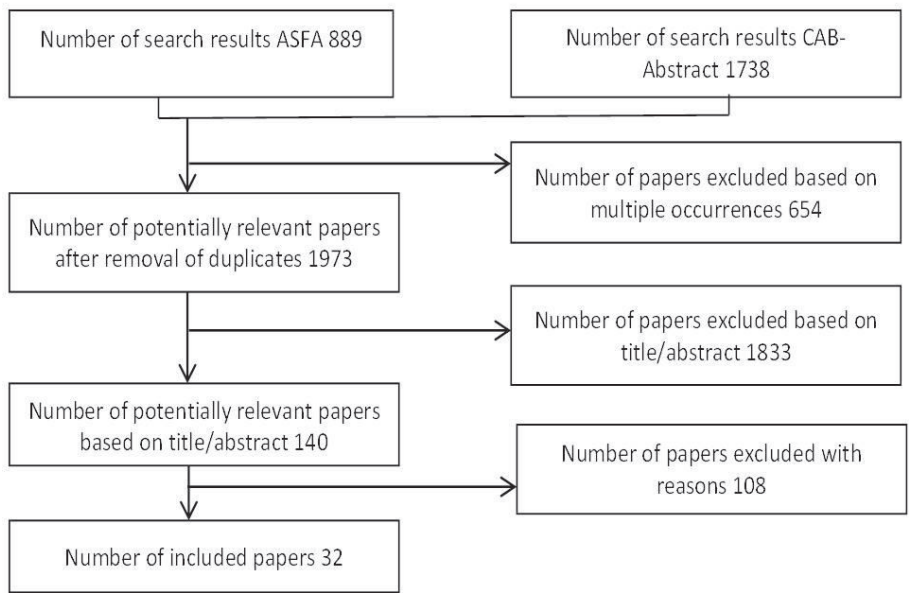 Number of search results ASFA 889
Number of search results CAB-
Abstract 1738
Number of papers excluded based on
multiple occurrences 654
Number of potentially relevant papers
after removal of duplicates 1973
Number of papers excluded based on
title/abstract 1833
Number of potentially relevant papers
based on title/abstract 140
Number of papers excluded with
reasons 108
Number of included papers 32